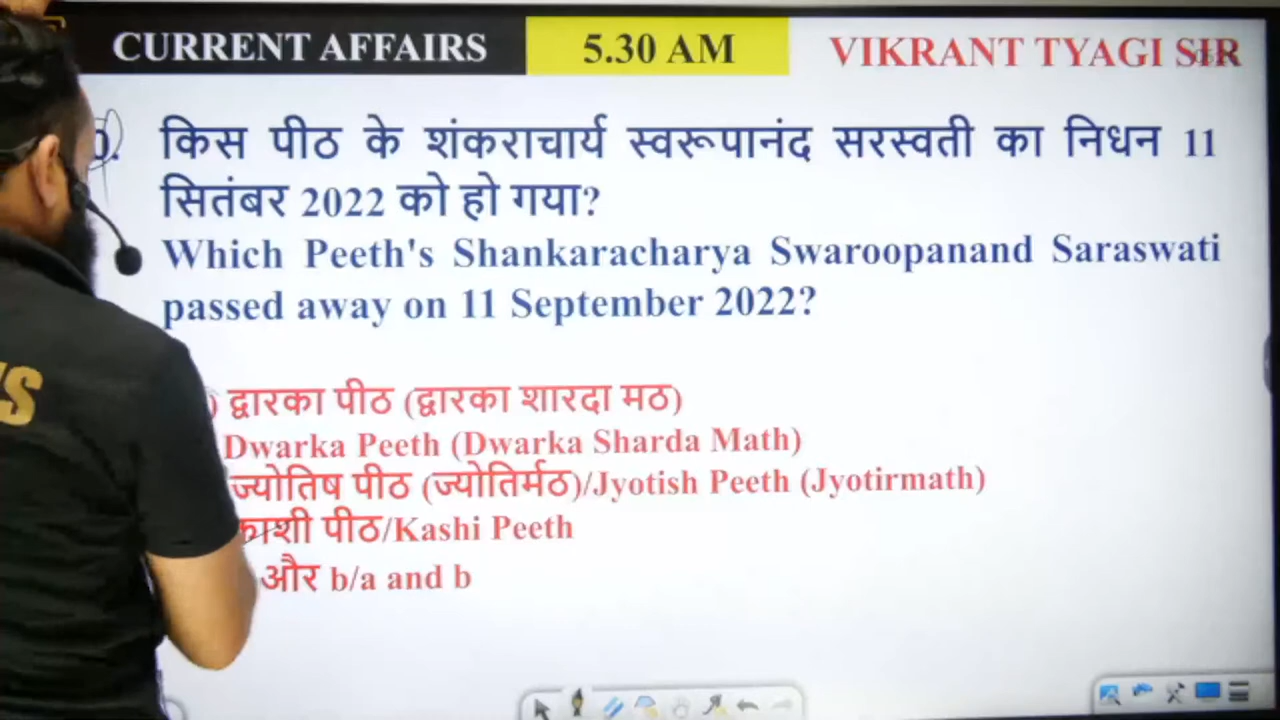 CURRENT AFFAIRS 5.30 AM VIKRANT TYAGI SIR
किस पीठ के शंकराचार्य स्वरूपानंद सरस्वती का निधन 11
सितंबर 2022 को हो गया?
Which Peeth's Shankaracharya Swaroopanand Saraswati
passed away on 11 September 2022?
) द्वारका पीठ (द्वारका शारदा मठ)
Dwarka Peeth (Dwarka Sharda Math)
ज्योतिष पीठ (ज्योतिर्मठ)/Jyotish Peeth (Jyotirmath)
काशी पीठ/Kashi Peeth
और b/a and b